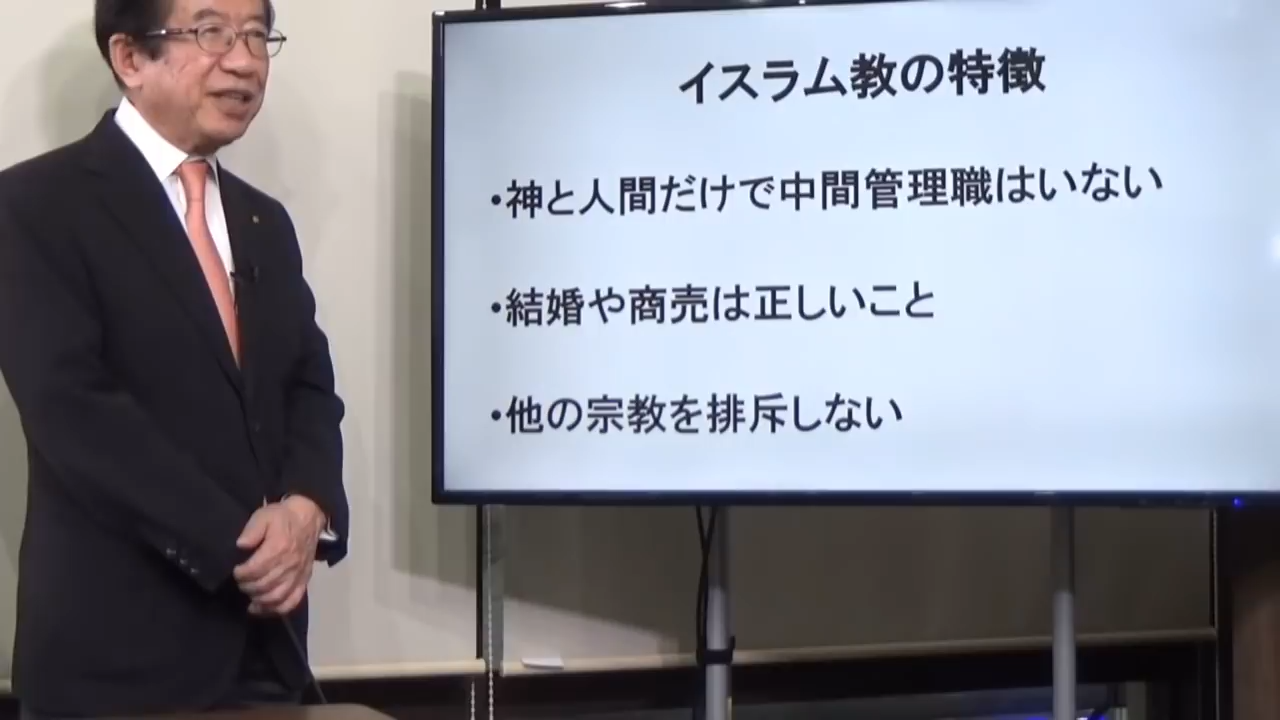 イスラム教の特徴
・神と人間だけで中間管理職はいない
・結婚や商売は正しいこと
・他の宗教を排斥しない